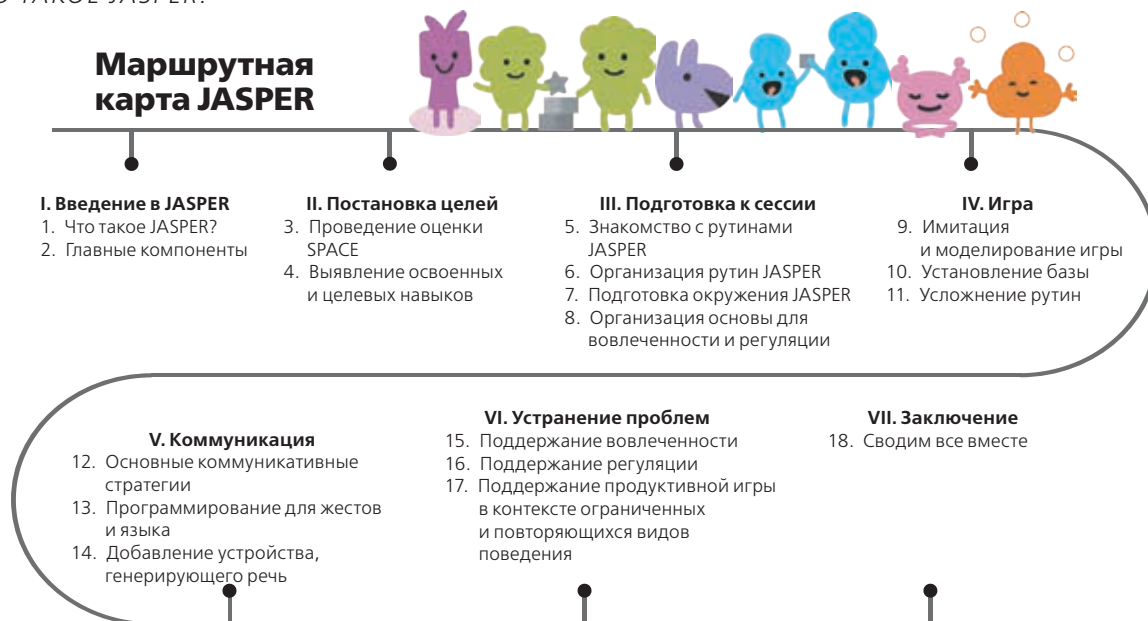 ТАКОЕ JASPER?
Маршрутная
карта JASPER
I. Введение в JASPER
1. Что такое JASPER?
2. Главные компоненты
II. Постановка целей
3. Проведение оценки
SPACE
4. Выявление освоенных
и целевых навыков
III. Подготовка к сессии
5. Знакомство с рутинами
JASPER
6. Организация рутин JASPER
7. Подготовка окружения JASPER
8. Организация основы для
вовлеченности и регуляции
IV. Игра
9. Имитация
и моделирование игры
10. Установление базы
11. Усложнение рутин
V. Коммуникация
12. Основные коммуникативные
стратегии
13. Программирование для жестов
и языка
14. Добавление устройства,
генерирующего речь
VI. Устранение проблем
15. Поддержание вовлеченности
16. Поддержание регуляции
17. Поддержание продуктивной игры
в контексте ограниченных
и повторяющихся видов
поведения
VII. Заключение
18. Сводим все вместе